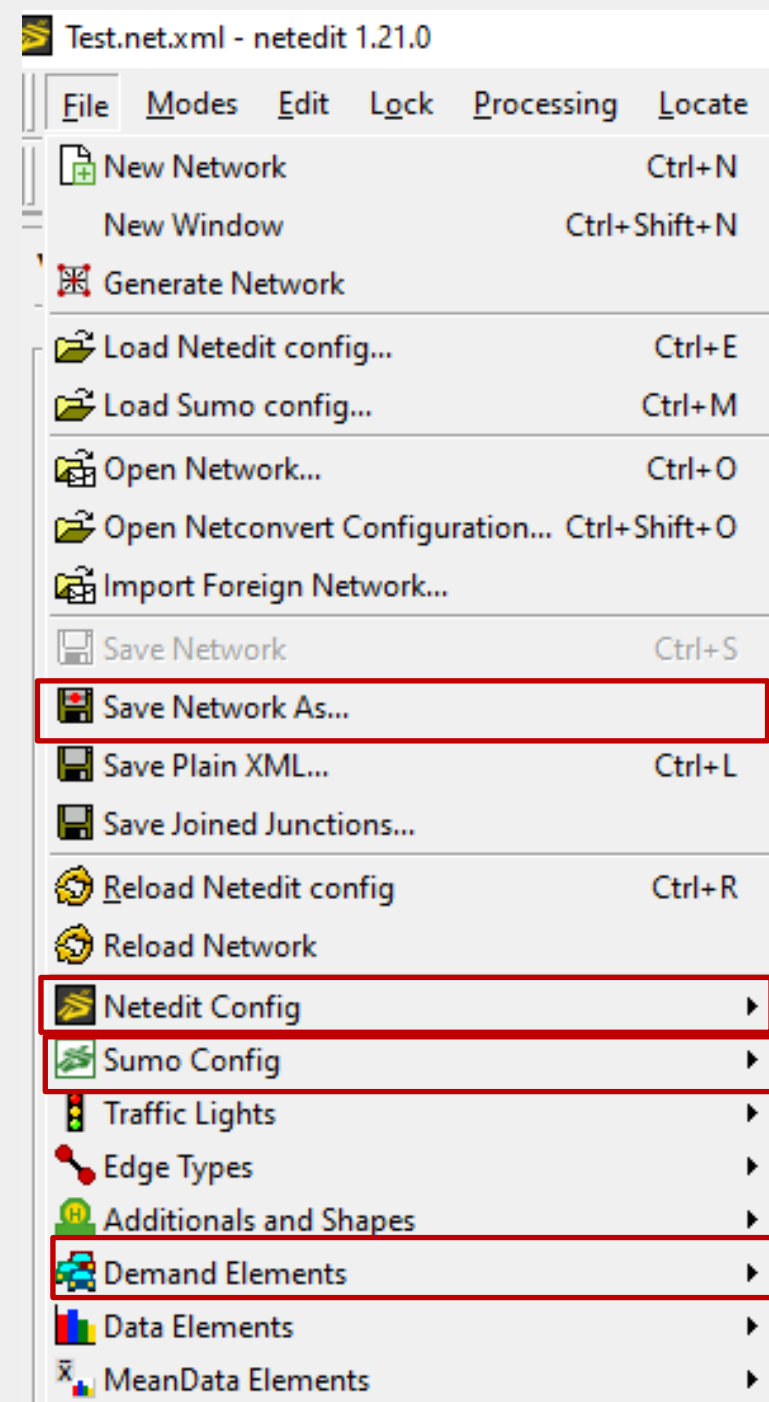 Test.net.xml - netedit 1.21.0
File Modes Edit Lock Processing Locate
New Network Ctrl+N
New Window Ctrl+Shift+N
Generate Network
Load Netedit config... Ctrl+E
Load Sumo config... Ctrl+M
Open Network... Ctrl+O
Open Netconvert Configuration... Ctrl+Shift+O
Import Foreign Network...
Save Network Ctrl+S
Save Network As...
Save Plain XML... Ctrl+L
Save Joined Junctions...
Reload Netedit config Ctrl+R
Reload Network
Netedit Config
Sumo Config
Traffic Lights
Edge Types
Additionals and Shapes
Demand Elements
Data Elements
MeanData Elements